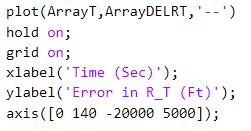 plot(ArrayT,ArrayDELRT,'--')
hold on;
grid on;
xlabel('Time (Sec)');
ylabel('Error in R_T (Ft)');
axis([0 140 -20000 5000]);